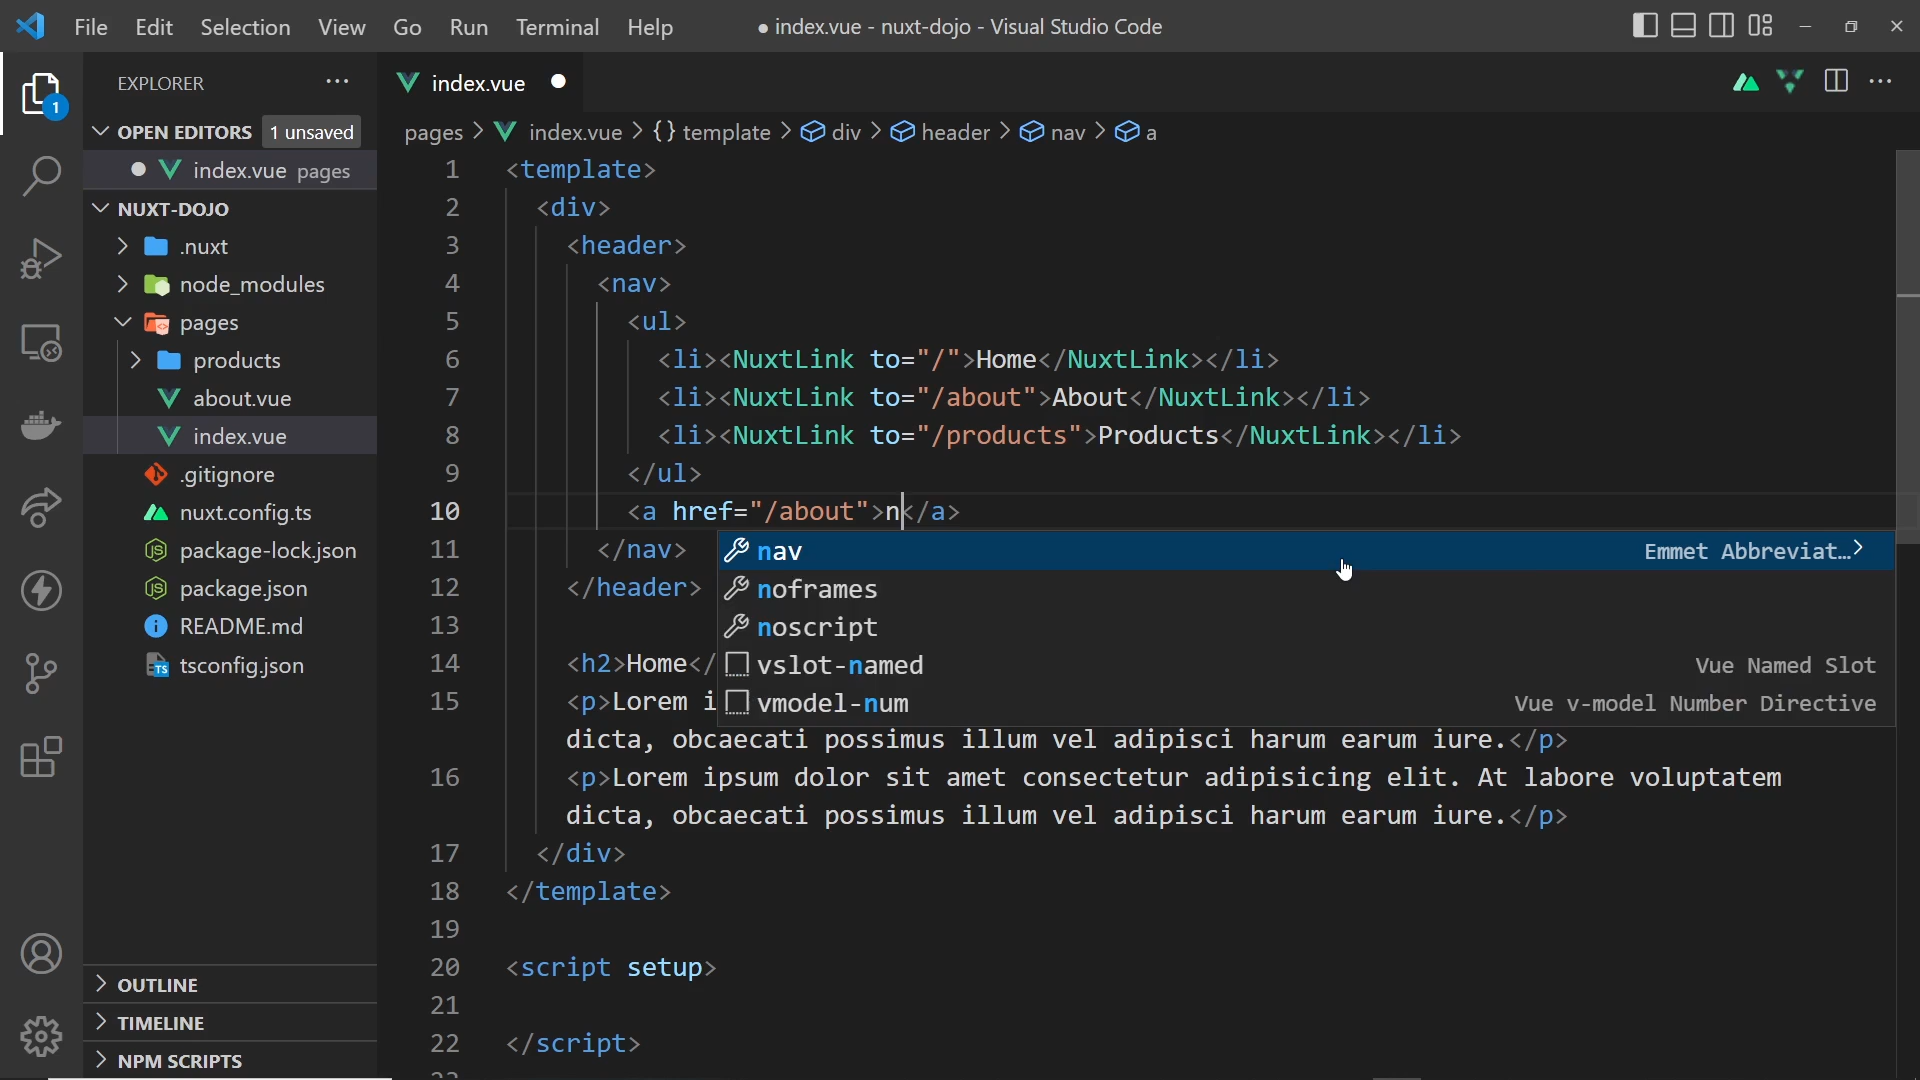 File Edit Selection View Go Run Terminal Help ● index.vue - nuxt-dojo - Visual Studio Code
EXPLORER
OPEN EDITORS 1 unsaved
index.vue pages
NUXT-DOJO
.nuxt
node_modules
pages
products
about.vue
index.vue
.gitignore
nuxt.config.ts
package-lock.json
package.json
README.md
tsconfig.json
OUTLINE
TIMELINE
NPM SCRIPTS
1
index.vue
pages > index.vue > {} template > div > header > nav > a
1 <template>
2 <div>
3 <header>
4 <nav>
5 <ul>
6 <li><NuxtLink to="/">Home</NuxtLink></li>
7 <li><NuxtLink to="/about">About</NuxtLink></li>
8 <li><NuxtLink to="/products">Products</NuxtLink></li>
9 </ul>
10 <a href="/about">n</a>
11 </nav>
12 </header>
13
14 <h2>Home</
15 <p>Lorem i
dicta, obcaecati possimus illum vel adipisci harum earum iure.</p>
16 <p>Lorem ipsum dolor sit amet consectetur adipisicing elit. At labore voluptatem
dicta, obcaecati possimus illum vel adipisci harum earum iure.</p>
17 </div>
18 </template>
19
20 <script setup>
21
22 </script>
nav Emmet Abbreviat…>
noframes
noscript
vslot-named Vue Named Slot
vmodel-num Vue v-model Number Directive